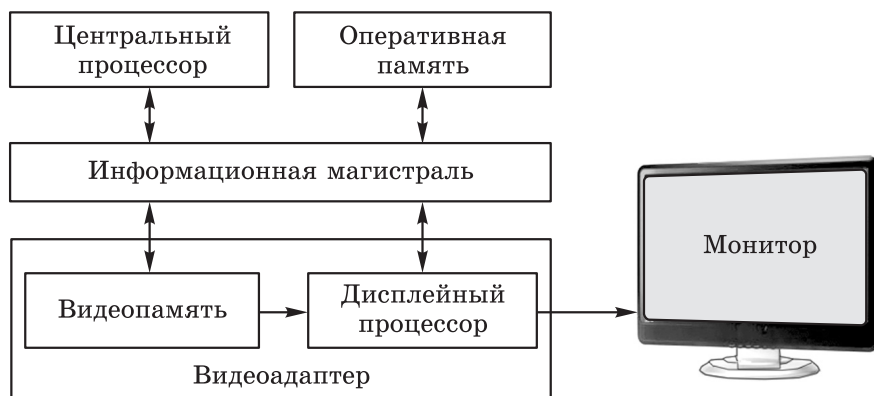 Центральный
процессор
Оперативная
память
Информационная магистраль
Монитор
Видеопамять
Дисплейный
процессор
Видеоадаптер